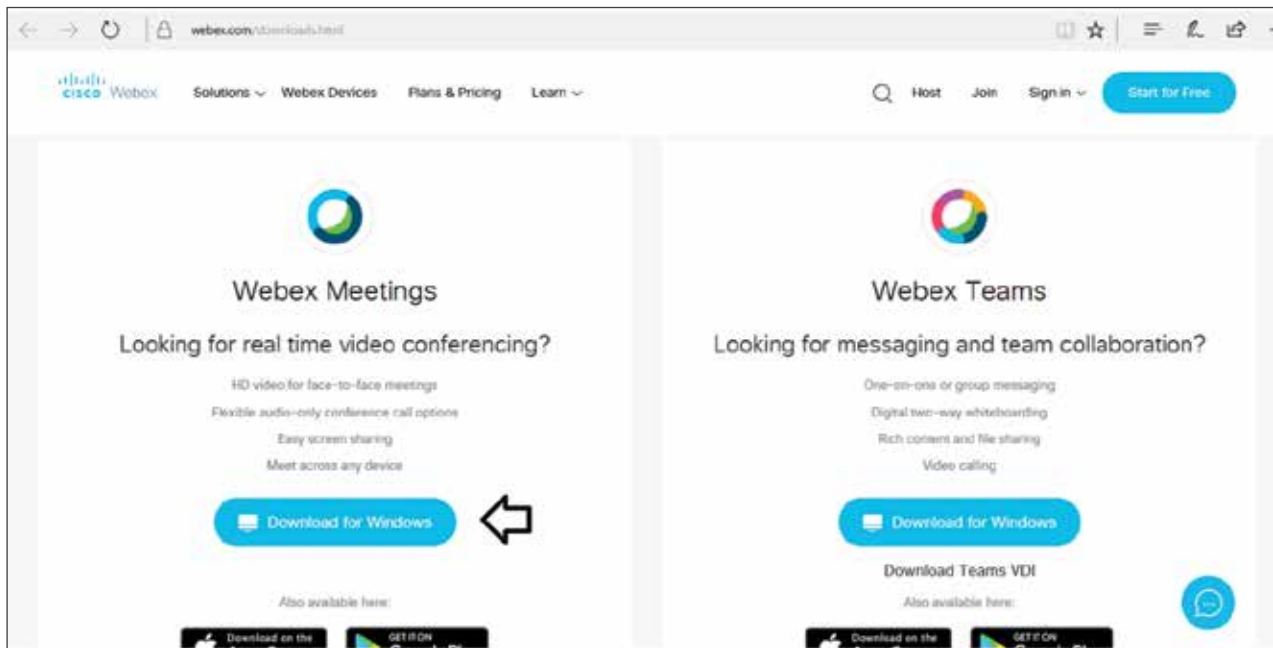 webex.com/downloads.html
CISCO Webex Solutions Webex Devices Plans & Pricing Learn Host Join Sign in Start for Free
Webex Meetings
Looking for real time video conferencing?
HD video for face-to-face meetings
Flexible audio-only conference call options
Easy screen sharing
Meet across any device
Download for Windows
Also available here:
Download on the
GET IT ON
Webex Teams
Looking for messaging and team collaboration?
One-on-one or group messaging
Digital two-way whiteboarding
Rich content and file sharing
Video calling
Download for Windows
Download Teams VDI
Also available here:
Download on the
GET IT ON